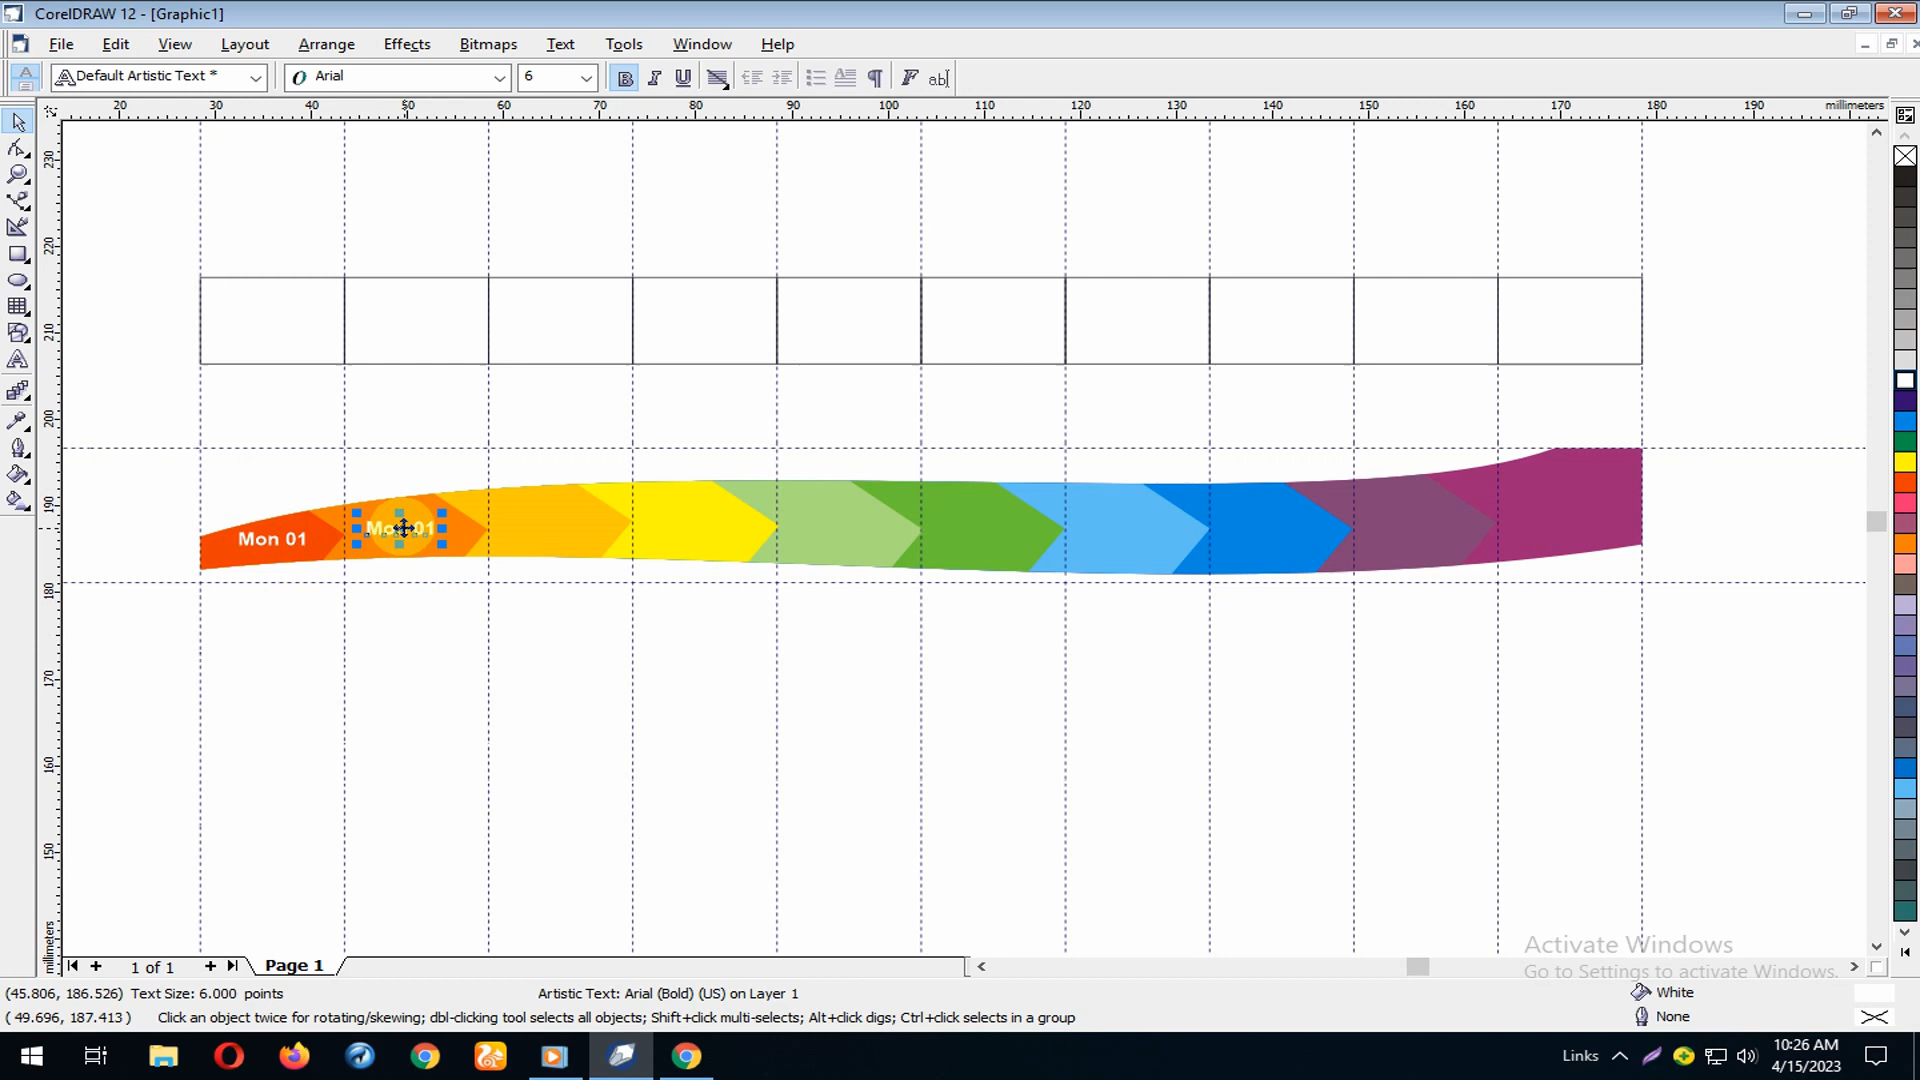 CorelDRAW 12 - [Graphic1]
File Edit View Layout Arrange Effects Bitmaps Text Tools Window Help
Default Artistic Text * Arial 6 B I U F ab
20 30 40 50 60 70 80 90 100 110 120 130 140 150 160 170 180 190 millimeters
230
220
210
200
190
180
170
160
150
millimeters
Mon 01 Mon 01
Activate Windows
Go to Settings to activate Windows.
1 of 1 Page 1
(45.806, 186.526) Text Size: 6.000 points Artistic Text: Arial (Bold) (US) on Layer 1 White
( 49.696, 187.413 ) Click an object twice for rotating/skewing; dbl-clicking tool selects all objects; Shift+click multi-selects; Alt+click digs; Ctrl+click selects in a group None
Links 10:26 AM
4/15/2023